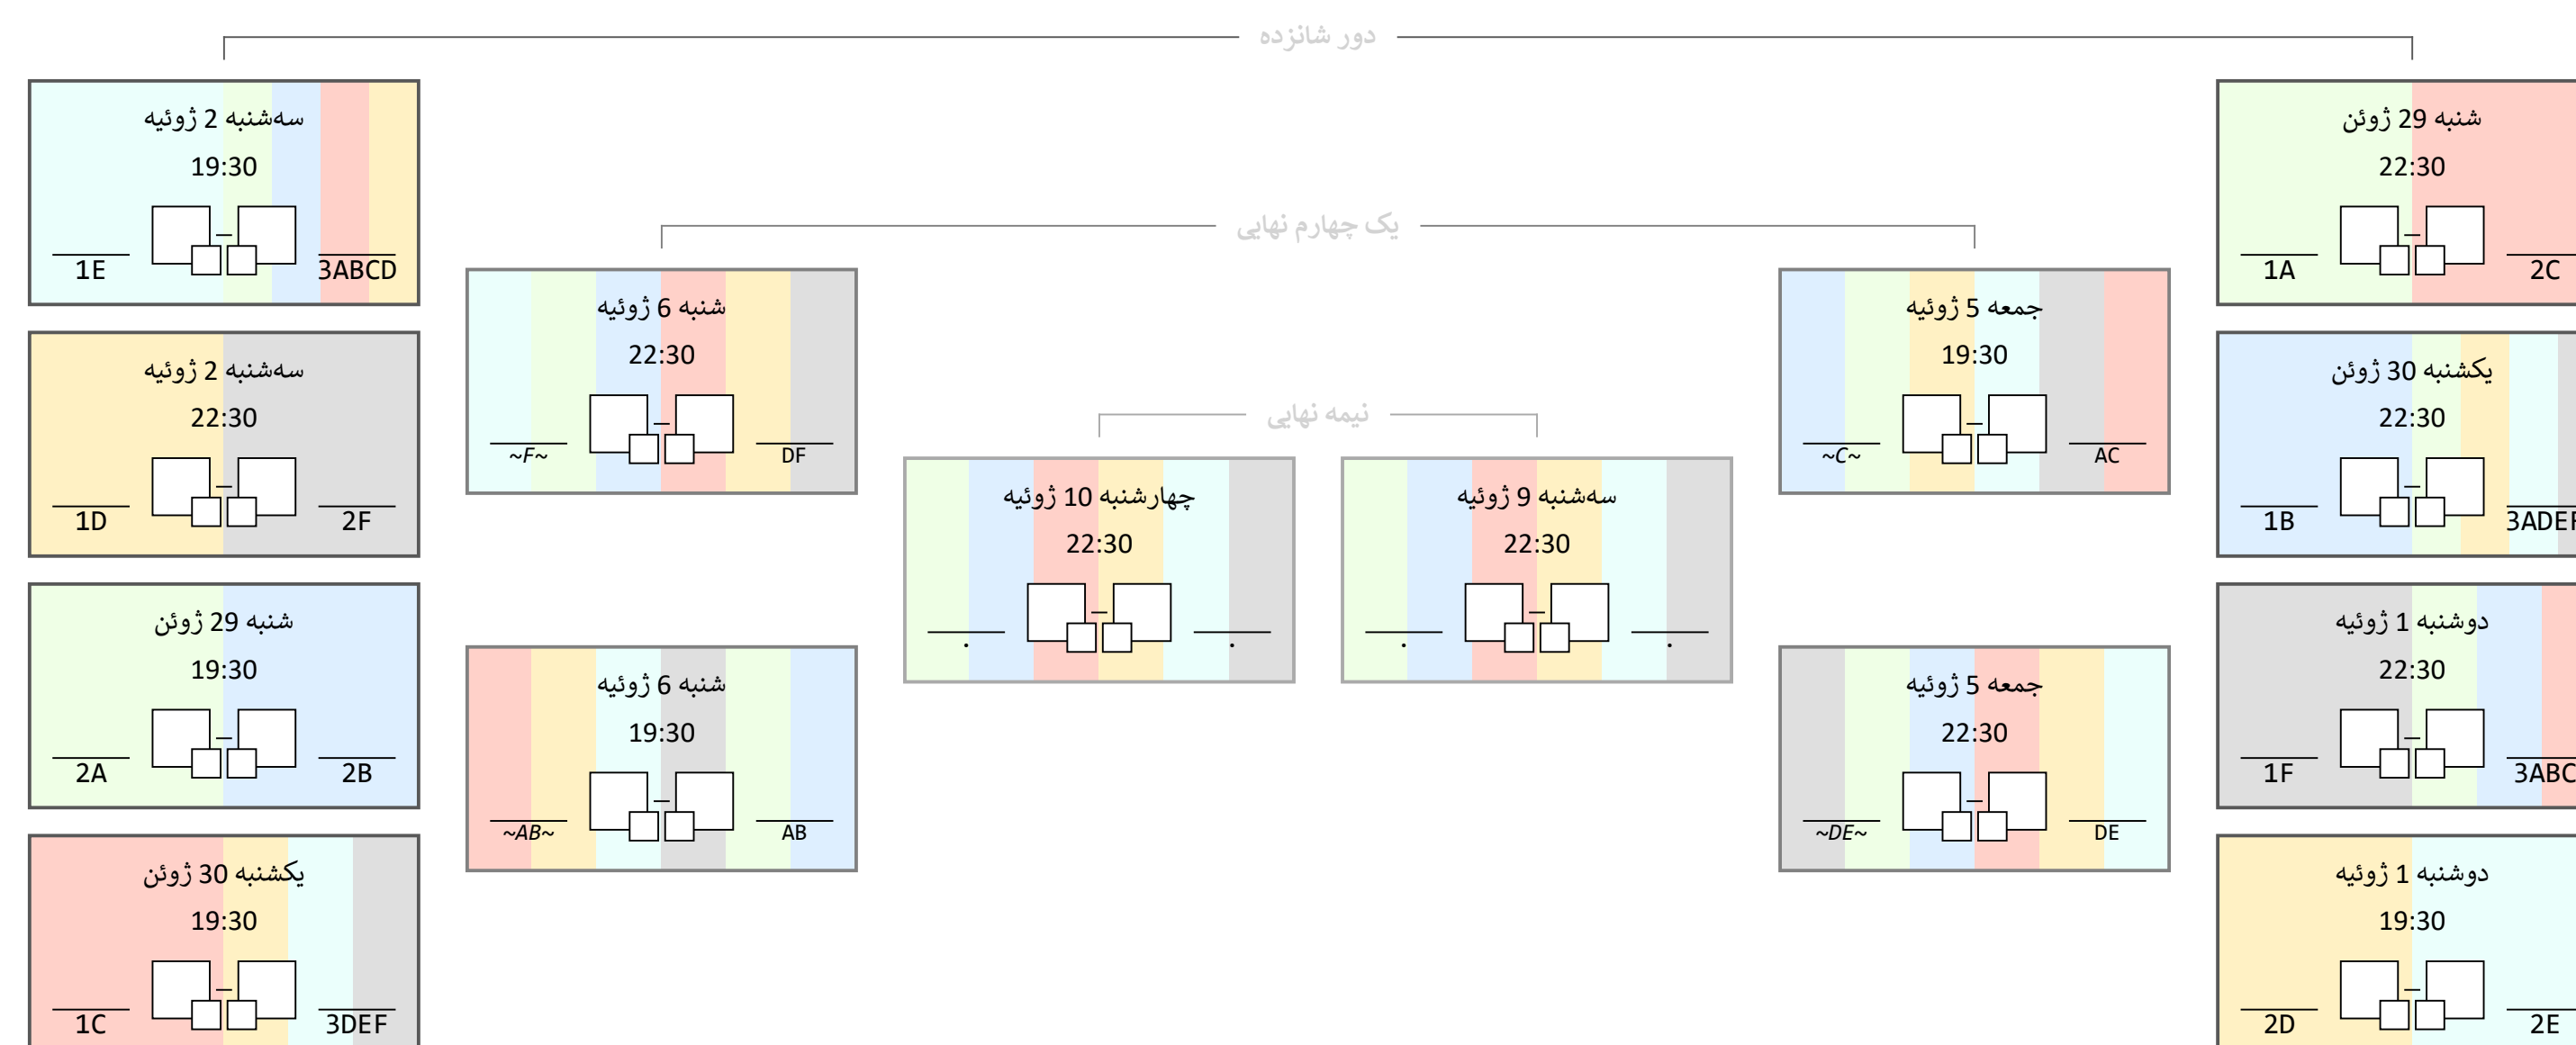 دور شانزده
سه‌شنبه 2 ژوئیه
19:30
1E
3ABCD
سه‌شنبه 2 ژوئیه
22:30
1D
2F
شنبه 29 ژوئن
19:30
2A
2B
یکشنبه 30 ژوئن
19:30
1C
3DEF
یک چهارم نهایی
شنبه 6 ژوئیه
22:30
~F~
DF
شنبه 6 ژوئیه
19:30
~AB~
AB
نیمه نهایی
چهارشنبه 10 ژوئیه
22:30
سه‌شنبه 9 ژوئیه
22:30
جمعه 5 ژوئیه
19:30
~C~
AC
جمعه 5 ژوئیه
22:30
~DE~
DE
شنبه 29 ژوئن
22:30
1A
2C
یکشنبه 30 ژوئن
22:30
1B
3ADEF
دوشنبه 1 ژوئیه
22:30
1F
3ABC
دوشنبه 1 ژوئیه
19:30
2D
2E